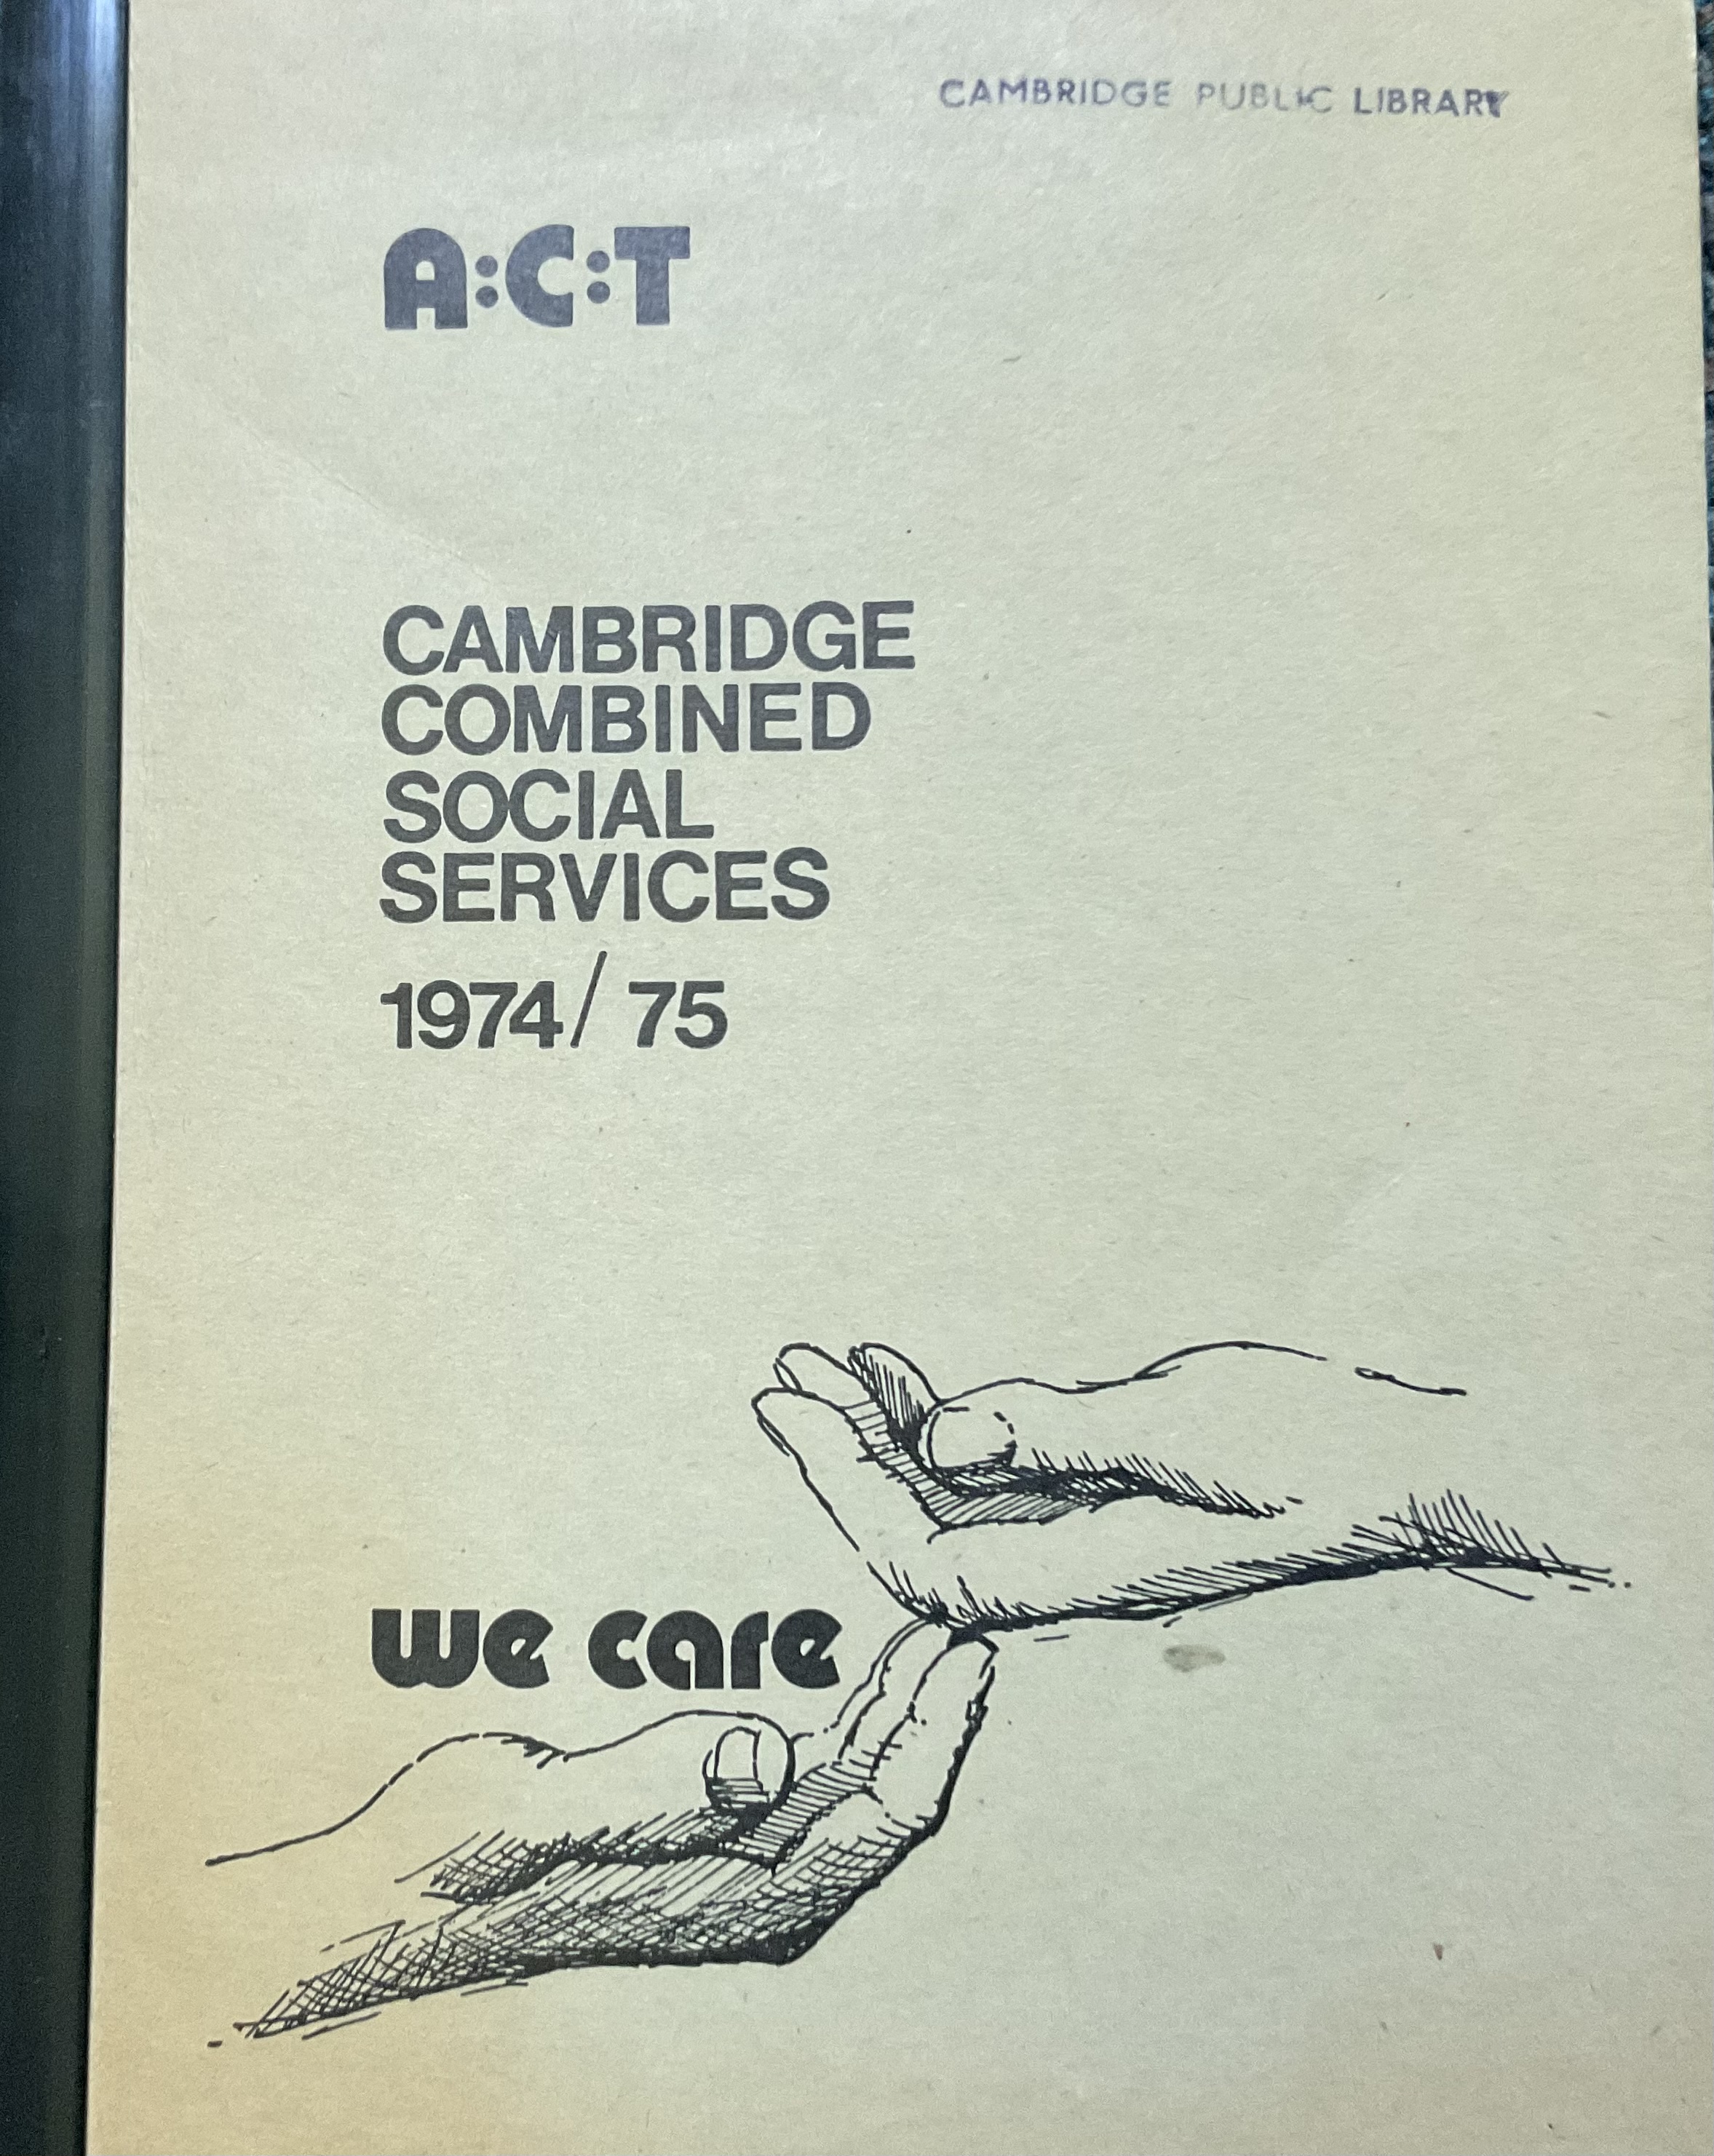 CAMBRIDGE PUBLIC LIBRARY
A:C:T
CAMBRIDGE
COMBINED
SOCIAL
SERVICES
1974/75
we care